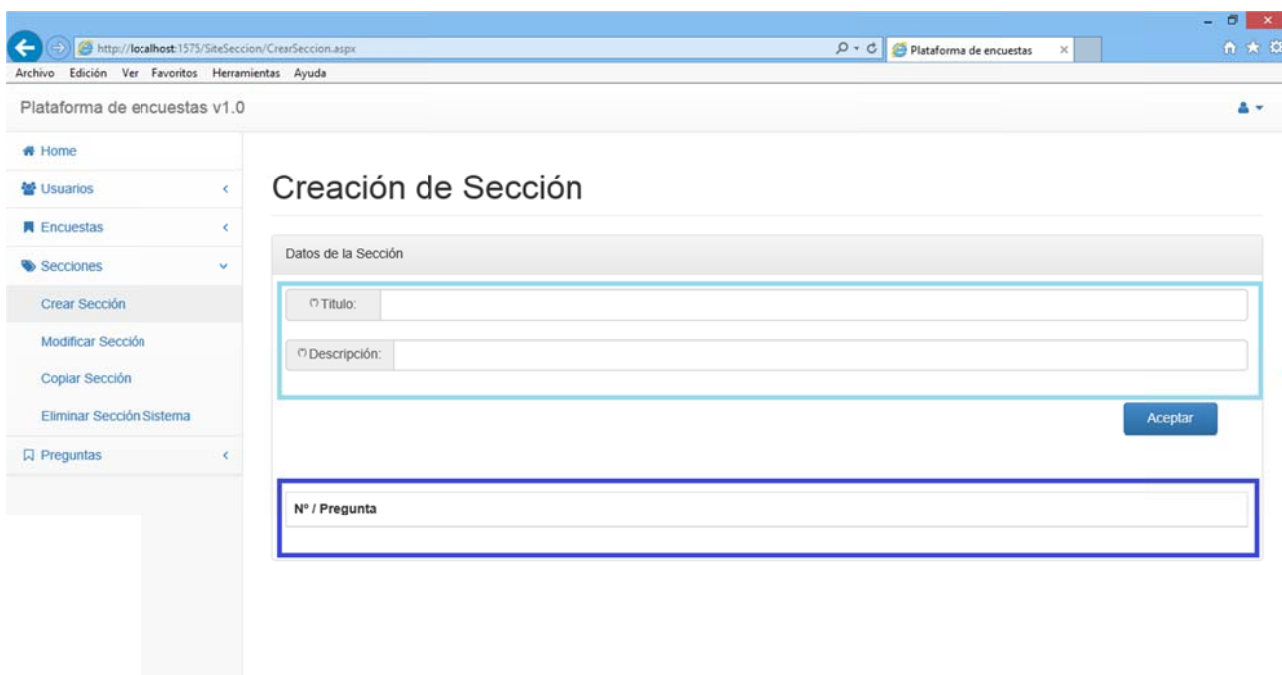 http://localhost:1575/SiteSeccion/CrearSeccion.aspx
Plataforma de encuestas
Archivo Edición Ver Favoritos Herramientas Ayuda
Plataforma de encuestas v1.0
Home
Usuarios
Encuestas
Secciones
Crear Sección
Modificar Sección
Copiar Sección
Eliminar Sección Sistema
Preguntas
Creación de Sección
Datos de la Sección
Titulo:
Descripción:
Aceptar
Nº / Pregunta